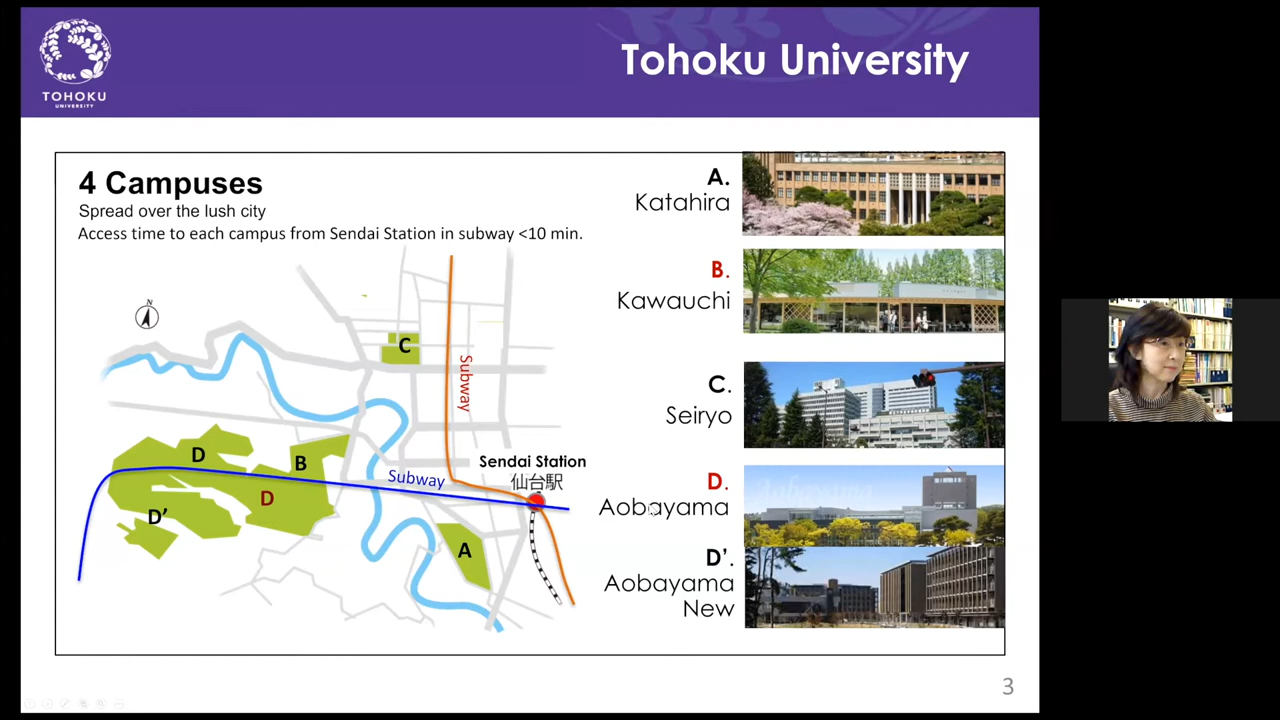 TOHOKU
UNIVERSITY
Tohoku University
4 Campuses
Spread over the lush city
Access time to each campus from Sendai Station in subway <10 min.
N
C
Subway
D
B
D
D’
Subway
Sendai Station
仙台駅
A
A.
Katahira
B.
Kawauchi
C.
Seiryo
D.
Aobayama
D’.
Aobayama
New
3